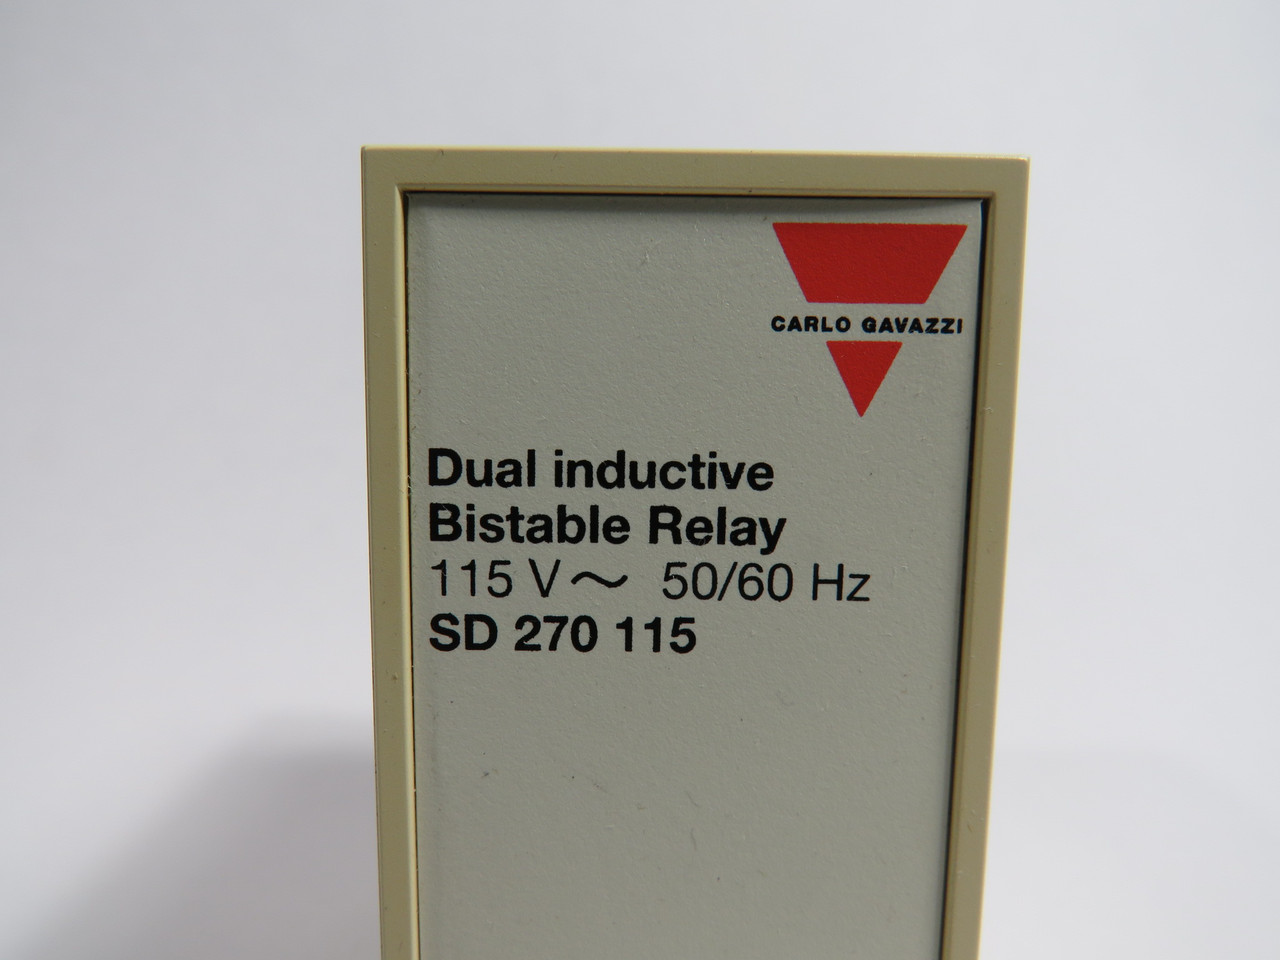 CARLO GAVAZZI
Dual inductive
Bistable Relay
115 V~ 50/60 Hz
SD 270 115